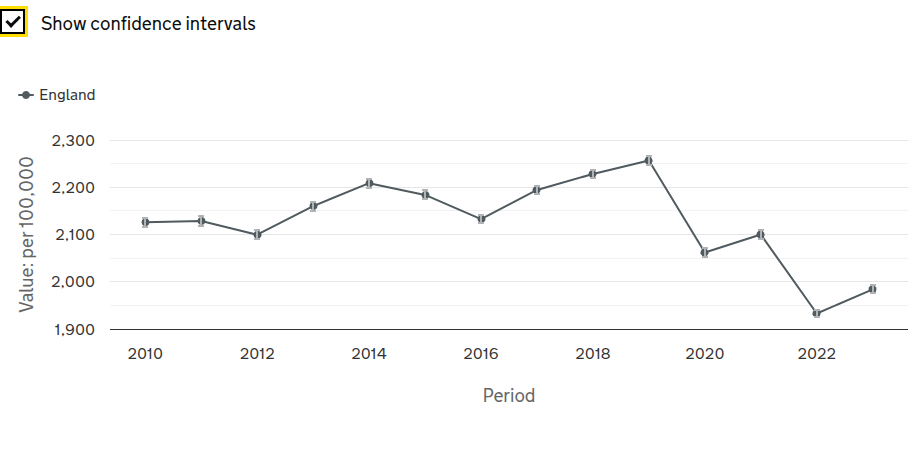 Show confidence intervals
England
Value: per 100,000
2,300
2,200
2,100
2,000
1,900
2010 2012 2014 2016 2018 2020 2022
Period